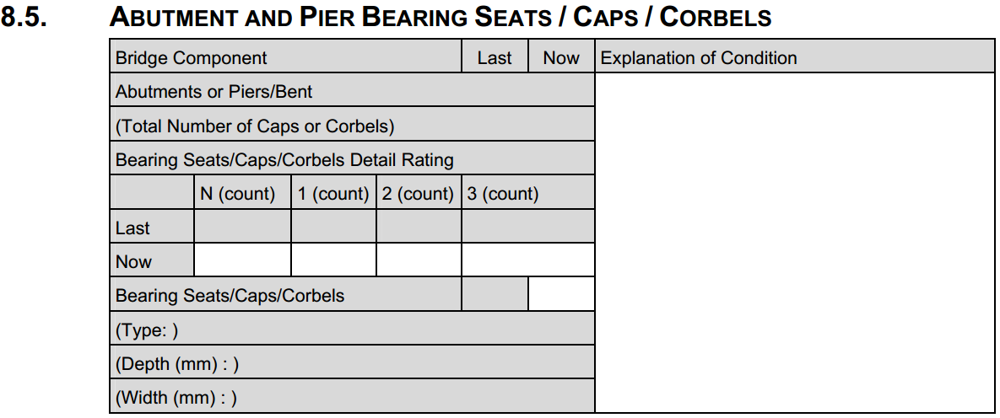 8.5. ABUTMENT AND PIER BEARING SEATS / CAPS / CORBELS
Bridge Component Last Now Explanation of Condition
Abutments or Piers/Bent
(Total Number of Caps or Corbels)
Bearing Seats/Caps/Corbels Detail Rating
N (count) 1 (count) 2 (count) 3 (count)
Last
Now
Bearing Seats/Caps/Corbels
(Type: )
(Depth (mm) : )
(Width (mm) : )